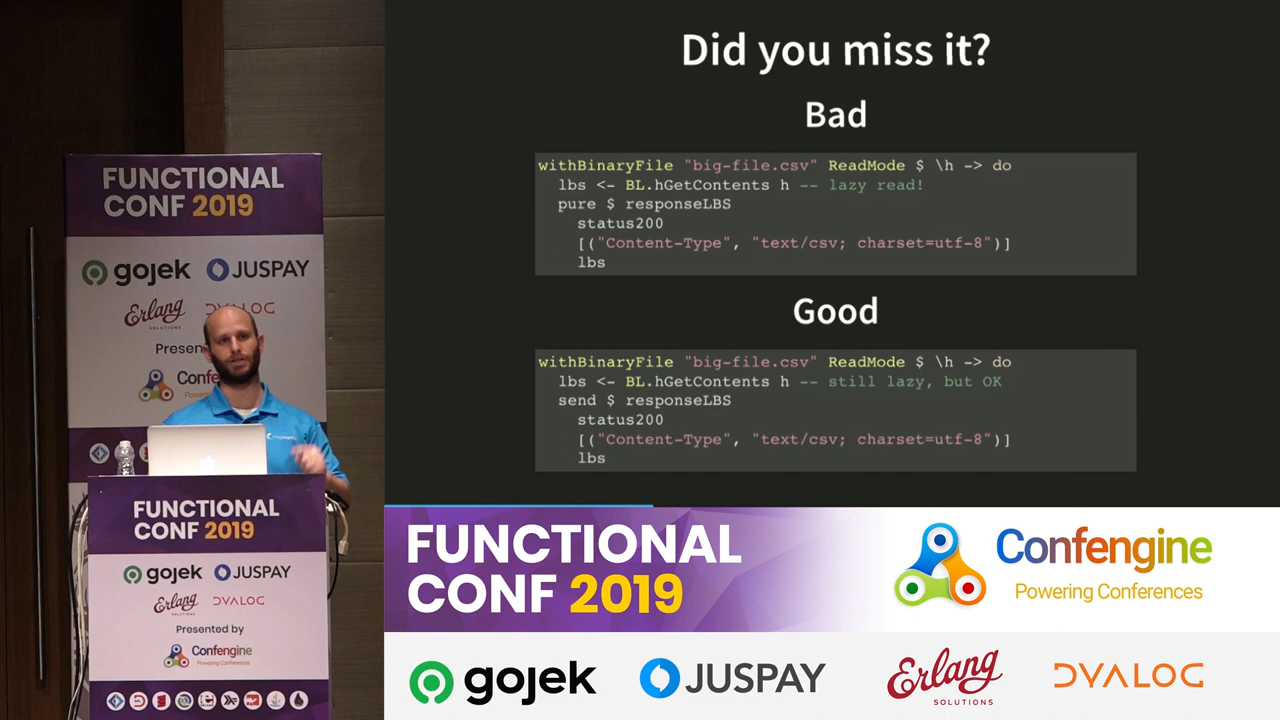 Did you miss it?
Bad
withBinaryFile "big-file.csv" ReadMode $ \h -> do
lbs <- BL.hGetContents h -- lazy read!
pure $ responseLBS
status200
[("Content-Type", "text/csv; charset=utf-8")]
lbs
Good
withBinaryFile "big-file.csv" ReadMode $ \h -> do
lbs <- BL.hGetContents h -- still lazy, but OK
send $ responseLBS
status200
[("Content-Type", "text/csv; charset=utf-8")]
lbs
FUNCTIONAL
CONF 2019
gojek JUSPAY
Erlang DYALOG
SOLUTIONS
Presen
Confe
FUNCTIONAL
CONF 2019
gojek JUSPAY
Erlang DYALOG
SOLUTIONS
Presented by
Confengine
Powering Conferences
FUNCTIONAL
CONF 2019
Confengine
Powering Conferences
gojek JUSPAY Erlang DYALOG
SOLUTIONS